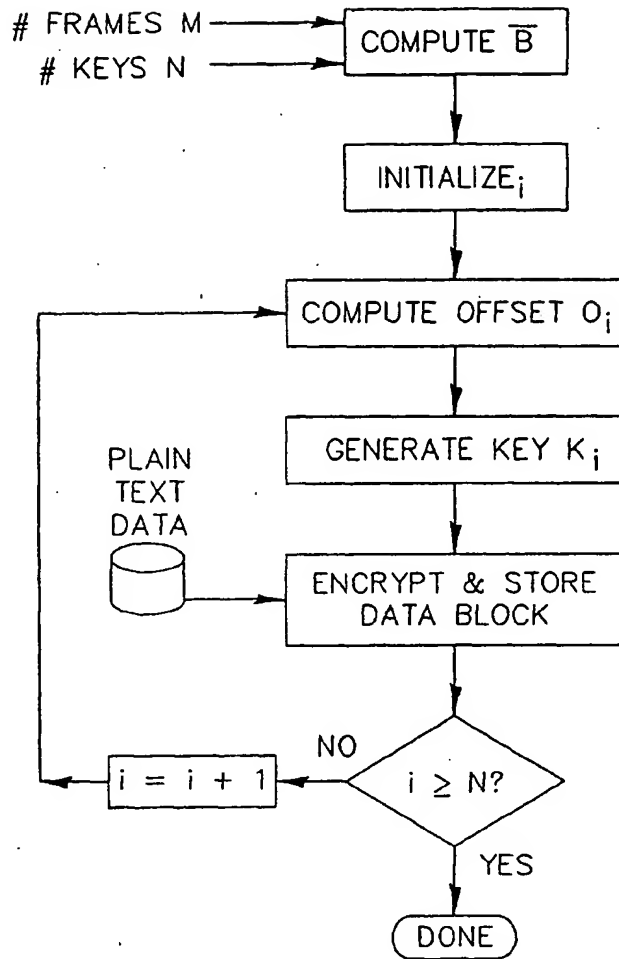 # FRAMES M
# KEYS N
COMPUTE B̅
INITIALIZEᵢ
COMPUTE OFFSET Oᵢ
GENERATE KEY Kᵢ
PLAIN
TEXT
DATA
ENCRYPT & STORE
DATA BLOCK
NO
i = i + 1
i ≥ N?
YES
DONE